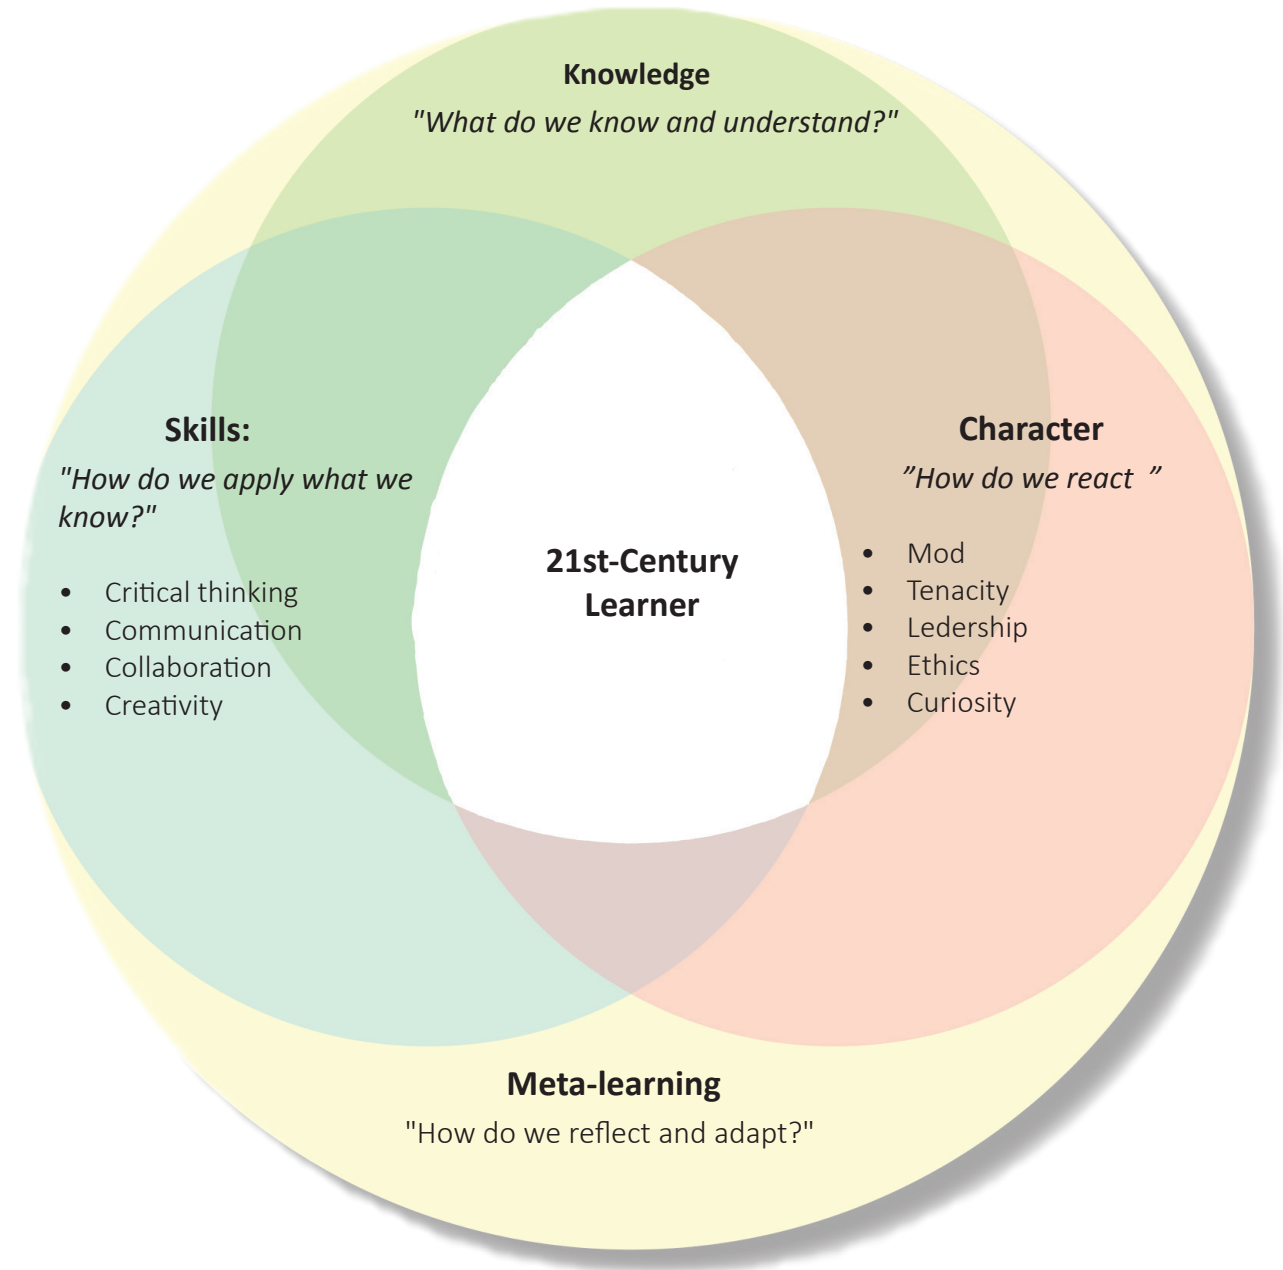 Knowledge
"What do we know and understand?"
Skills:
"How do we apply what we
know?"
• Critical thinking
• Communication
• Collaboration
• Creativity
21st-Century
Learner
Character
”How do we react  ”
• Mod
• Tenacity
• Ledership
• Ethics
• Curiosity
Meta-learning
"How do we reflect and adapt?"